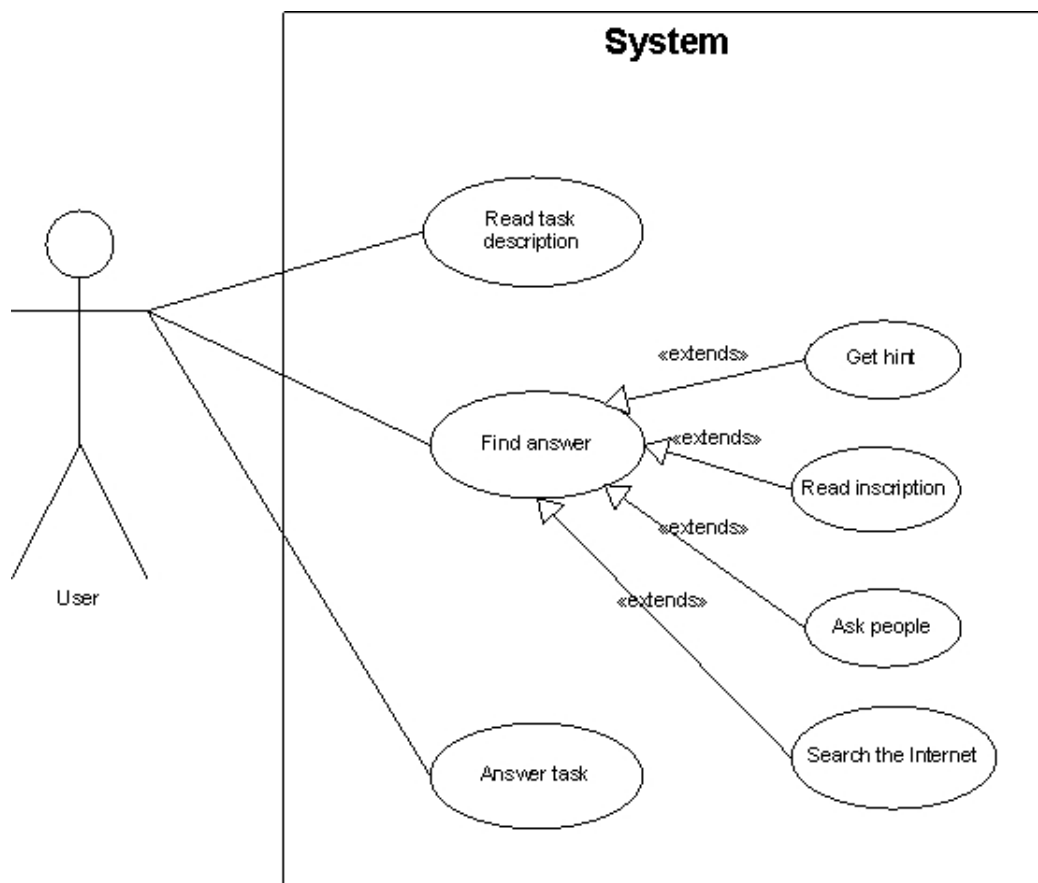 System
Read task
description
«extends»
Get hint
Find answer
«extends»
Read inscription
«extends»
Ask people
User
«extends»
Search the Internet
Answer task